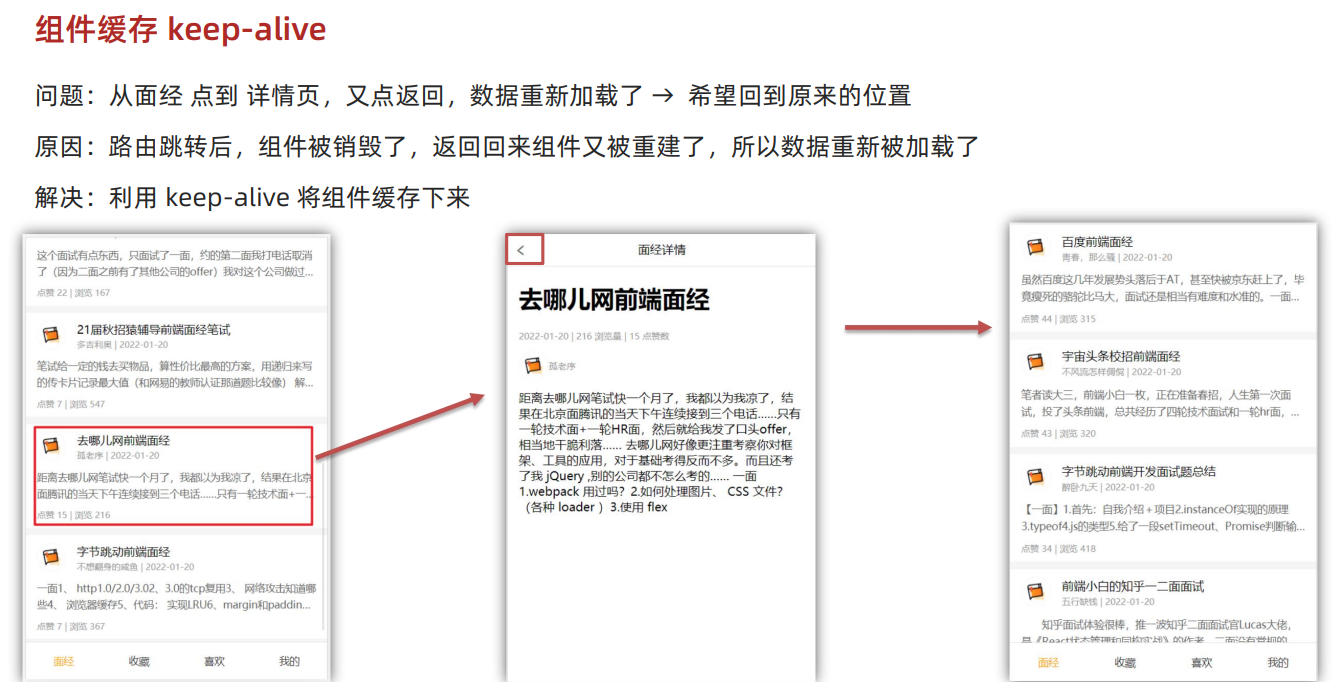 组件缓存 keep-alive
问题：从面经 点到 详情页，又点返回，数据重新加载了 → 希望回到原来的位置
原因：路由跳转后，组件被销毁了，返回回来组件又被重建了，所以数据重新被加载了
解决：利用 keep-alive 将组件缓存下来
这个面试有点东西，只面试了一面，约的第二面我打电话取消
了（因为二面之前有了其他公司的offer）我对这个公司做过...
点赞 22 | 浏览 167
21届秋招猿辅导前端面经笔试
多吉利奥 | 2022-01-20
笔试给一定的钱去买物品，算性价比最高的方案，用递归来写
的传卡片记录最大值（和网易的教师认证那道题比较像） 解...
点赞 7 | 浏览 547
去哪儿网前端面经
孤老序 | 2022-01-20
距离去哪儿网笔试快一个月了，我都以为我凉了，结果在北京
面腾讯的当天下午连续接到三个电话......只有一轮技术面+一...
点赞 15 | 浏览 216
字节跳动前端面经
不想翻身的咸鱼 | 2022-01-20
一面1、 http1.0/2.0/3.02、3.0的tcp复用3、 网络攻击知道哪
些4、 浏览器缓存5、代码： 实现LRU6、margin和paddin...
点赞 7 | 浏览 367
面经 收藏 喜欢 我的
面经详情
去哪儿网前端面经
2022-01-20 | 216 浏览量 | 15 点赞数
孤老序
距离去哪儿网笔试快一个月了，我都以为我凉了，结
果在北京面腾讯的当天下午连续接到三个电话......只有
一轮技术面+一轮HR面，然后就给我发了口头offer，
相当地干脆利落...... 去哪儿网好像更注重考察你对框
架、工具的应用，对于基础考得反而不多。而且还考
了我 jQuery ,别的公司都不怎么考的...... 一面
1.webpack 用过吗？2.如何处理图片、 CSS 文件？
（各种 loader ）3.使用 flex
百度前端面经
青春，那么骚 | 2022-01-20
虽然百度这几年发展势头落后于AT，甚至快被京东赶上了，毕
竟瘦死的骆驼比马大，面试还是相当有难度和水准的。一面...
点赞 44 | 浏览 315
宇宙头条校招前端面经
不风流怎样倜傥 | 2022-01-20
笔者读大三，前端小白一枚，正在准备春招，人生第一次面
试，投了头条前端，总共经历了四轮技术面试和一轮hr面，...
点赞 43 | 浏览 320
字节跳动前端开发面试题总结
醉卧九天 | 2022-01-20
【一面】1.首先：自我介绍 + 项目2.instanceOf实现的原理
3.typeof4.js的类型5.给了一段setTimeout、Promise判断输...
点赞 34 | 浏览 418
前端小白的知乎一二面面试
五行缺钱 | 2022-01-20
知乎面试体验很棒，推一波知乎二面面试官Lucas大佬，
是《React状态管理和同构实战》的作者，二面没有常规的
面经 收藏 喜欢 我的